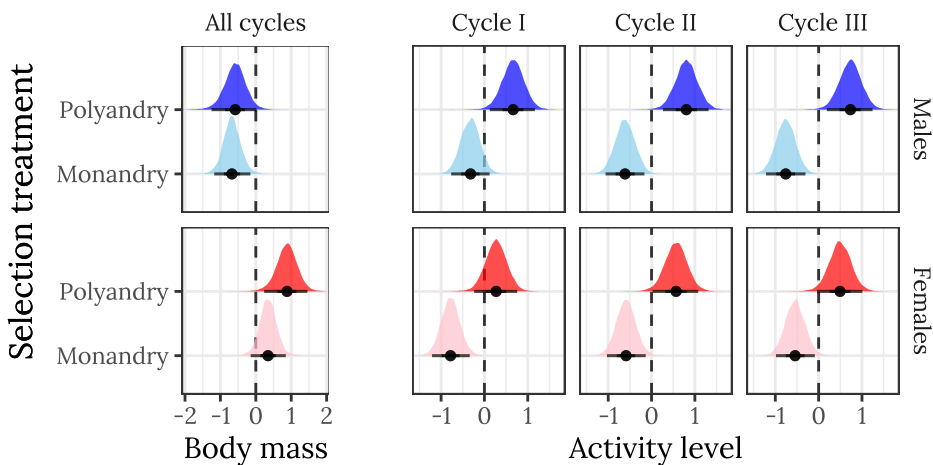 All cycles
Cycle I
Cycle II
Cycle III
Selection treatment
Polyandry
Monandry
Males
Polyandry
Monandry
Females
−2 −1 0 1 2
−1 0 1
−1 0 1
−1 0 1
Body mass
Activity level